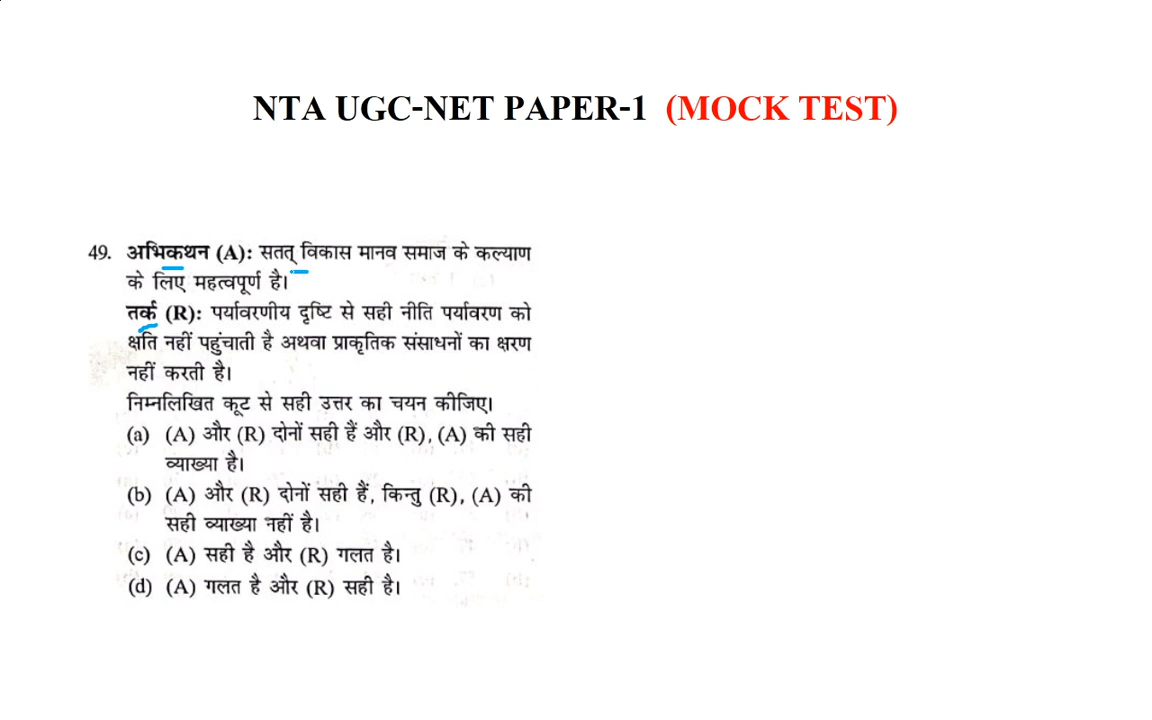 NTA UGC-NET PAPER-1 (MOCK TEST)
49. अभिकथन (A): सतत् विकास मानव समाज के कल्याण
के लिए महत्वपूर्ण है।
तर्क (R): पर्यावरणीय दृष्टि से सही नीति पर्यावरण को
क्षति नहीं पहुंचाती है अथवा प्राकृतिक संसाधनों का क्षरण
नहीं करती है।
निम्नलिखित कूट से सही उत्तर का चयन कीजिए।
(a) (A) और (R) दोनों सही हैं और (R), (A) की सही
व्याख्या है।
(b) (A) और (R) दोनों सही हैं, किन्तु (R), (A) की
सही व्याख्या नहीं है।
(c) (A) सही है और (R) गलत है।
(d) (A) गलत है और (R) सही है।